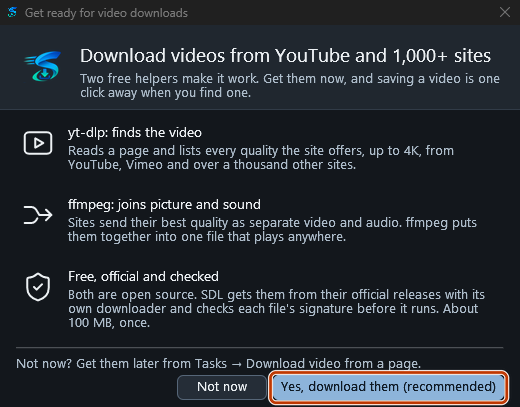 Get ready for video downloads
Download videos from YouTube and 1,000+ sites
Two free helpers make it work. Get them now, and saving a video is one
click away when you find one.
yt-dlp: finds the video
Reads a page and lists every quality the site offers, up to 4K, from
YouTube, Vimeo and over a thousand other sites.
ffmpeg: joins picture and sound
Sites send their best quality as separate video and audio. ffmpeg puts
them together into one file that plays anywhere.
Free, official and checked
Both are open source. SDL gets them from their official releases with its
own downloader and checks each file's signature before it runs. About
100 MB, once.
Not now? Get them later from Tasks → Download video from a page.
Not now
Yes, download them (recommended)